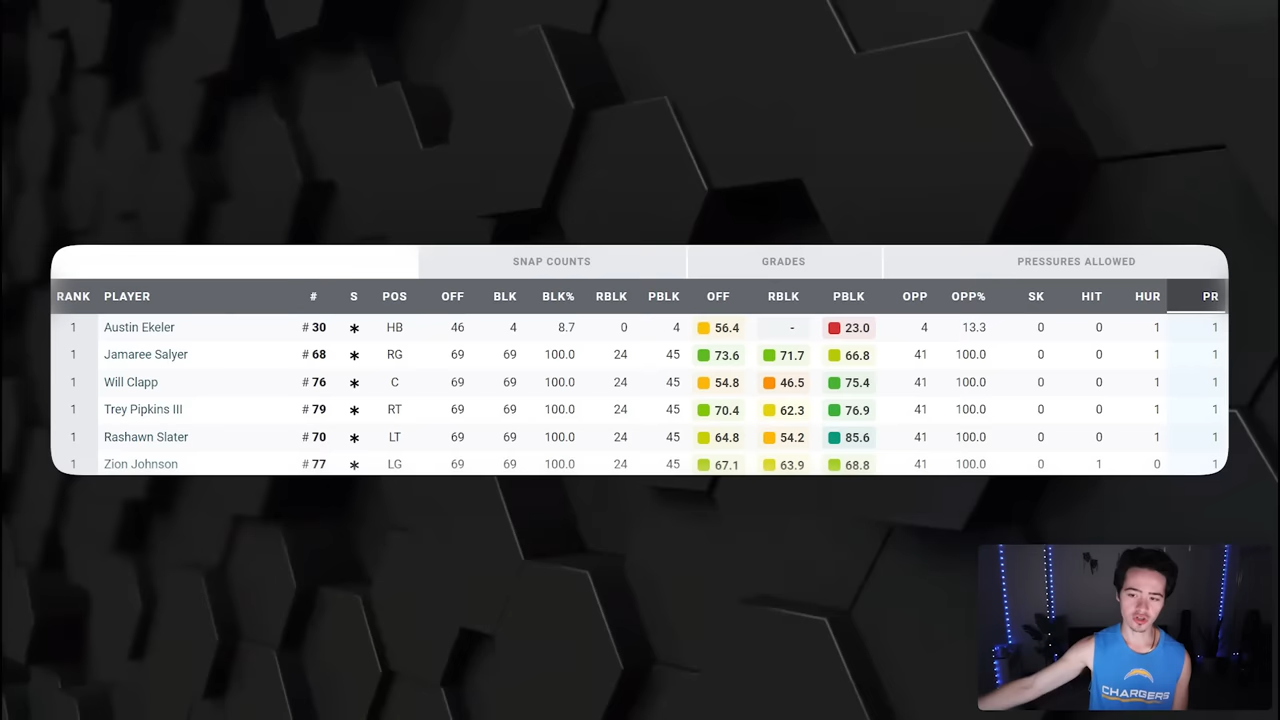 SNAP COUNTS GRADES PRESSURES ALLOWED
RANK PLAYER # S POS OFF BLK BLK% RBLK PBLK OFF RBLK PBLK OPP OPP% SK HIT HUR PR
1 Austin Ekeler #30 * HB 46 4 8.7 0 4 56.4 - 23.0 4 13.3 0 0 1 1
1 Jamaree Salyer #68 * RG 69 69 100.0 24 45 73.6 71.7 66.8 41 100.0 0 0 1 1
1 Will Clapp #76 * C 69 69 100.0 24 45 54.8 46.5 75.4 41 100.0 0 0 1 1
1 Trey Pipkins III #79 * RT 69 69 100.0 24 45 70.4 62.3 76.9 41 100.0 0 0 1 1
1 Rashawn Slater #70 * LT 69 69 100.0 24 45 64.8 54.2 85.6 41 100.0 0 0 1 1
1 Zion Johnson #77 * LG 69 69 100.0 24 45 67.1 63.9 68.8 41 100.0 0 1 0 1
CHARGERS